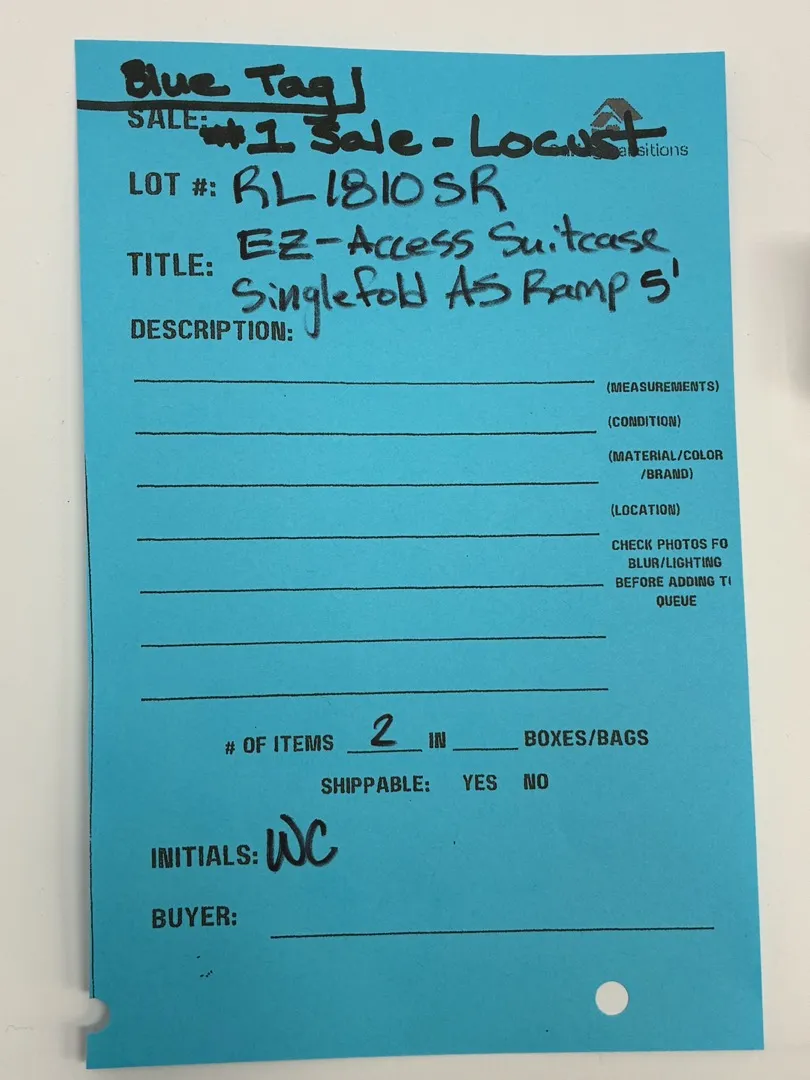 Blue Tag
SALE: #1 Sale - Locust
sitions
LOT #: RL1810SR
TITLE: EZ-Access Suitcase
Singlefold AS Ramp 5'
DESCRIPTION:
(MEASUREMENTS)
(CONDITION)
(MATERIAL/COLOR
/BRAND)
(LOCATION)
CHECK PHOTOS FO
BLUR/LIGHTING
BEFORE ADDING T
QUEUE
# OF ITEMS 2 IN BOXES/BAGS
SHIPPABLE: YES NO
INITIALS: WC
BUYER: